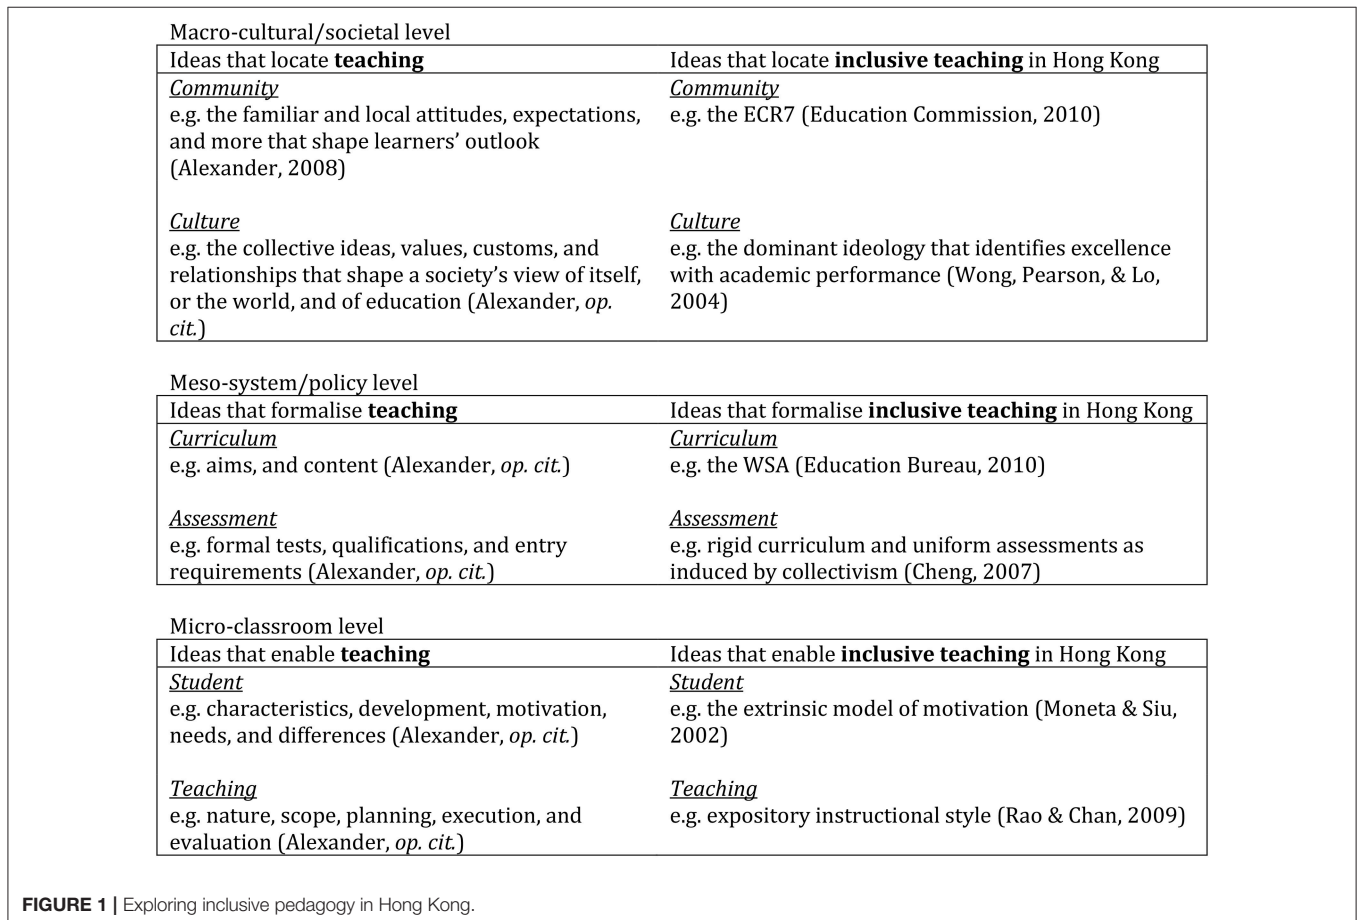 Macro-cultural/societal level
Ideas that locate teaching
Ideas that locate inclusive teaching in Hong Kong
Community
e.g. the familiar and local attitudes, expectations,
and more that shape learners’ outlook
(Alexander, 2008)
Culture
e.g. the collective ideas, values, customs, and
relationships that shape a society’s view of itself,
or the world, and of education (Alexander, op.
cit.)
Community
e.g. the ECR7 (Education Commission, 2010)
Culture
e.g. the dominant ideology that identifies excellence
with academic performance (Wong, Pearson, & Lo,
2004)
Meso-system/policy level
Ideas that formalise teaching
Ideas that formalise inclusive teaching in Hong Kong
Curriculum
e.g. aims, and content (Alexander, op. cit.)
Assessment
e.g. formal tests, qualifications, and entry
requirements (Alexander, op. cit.)
Curriculum
e.g. the WSA (Education Bureau, 2010)
Assessment
e.g. rigid curriculum and uniform assessments as
induced by collectivism (Cheng, 2007)
Micro-classroom level
Ideas that enable teaching
Ideas that enable inclusive teaching in Hong Kong
Student
e.g. characteristics, development, motivation,
needs, and differences (Alexander, op. cit.)
Teaching
e.g. nature, scope, planning, execution, and
evaluation (Alexander, op. cit.)
Student
e.g. the extrinsic model of motivation (Moneta & Siu,
2002)
Teaching
e.g. expository instructional style (Rao & Chan, 2009)
FIGURE 1 | Exploring inclusive pedagogy in Hong Kong.